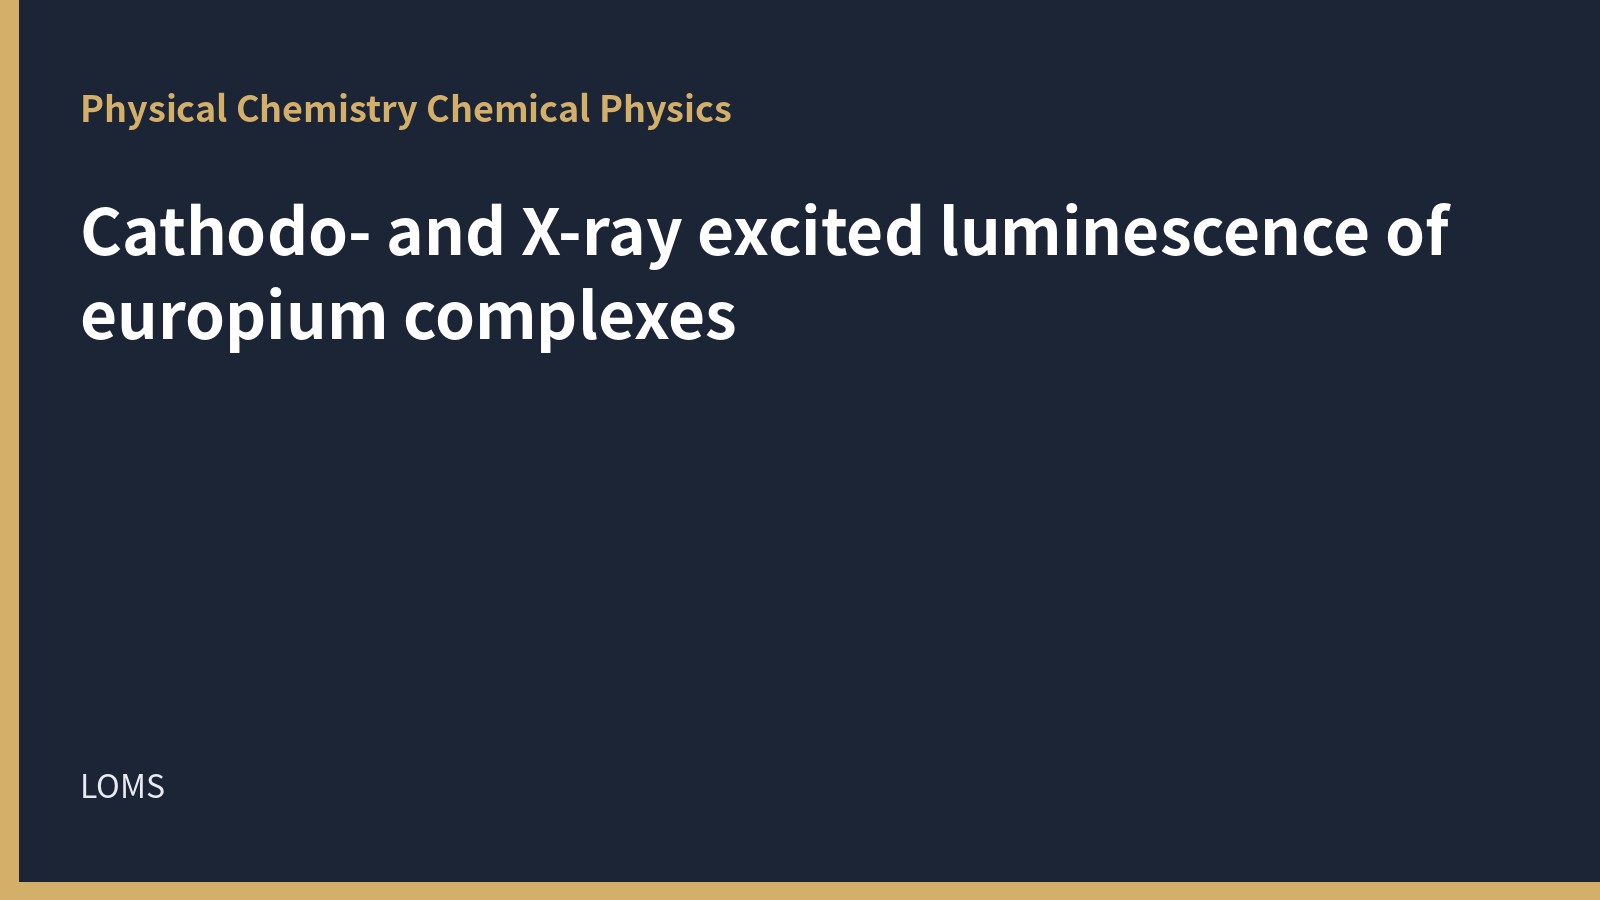 Physical Chemistry Chemical Physics
Cathodo- and X-ray excited luminescence of
europium complexes
LOMS